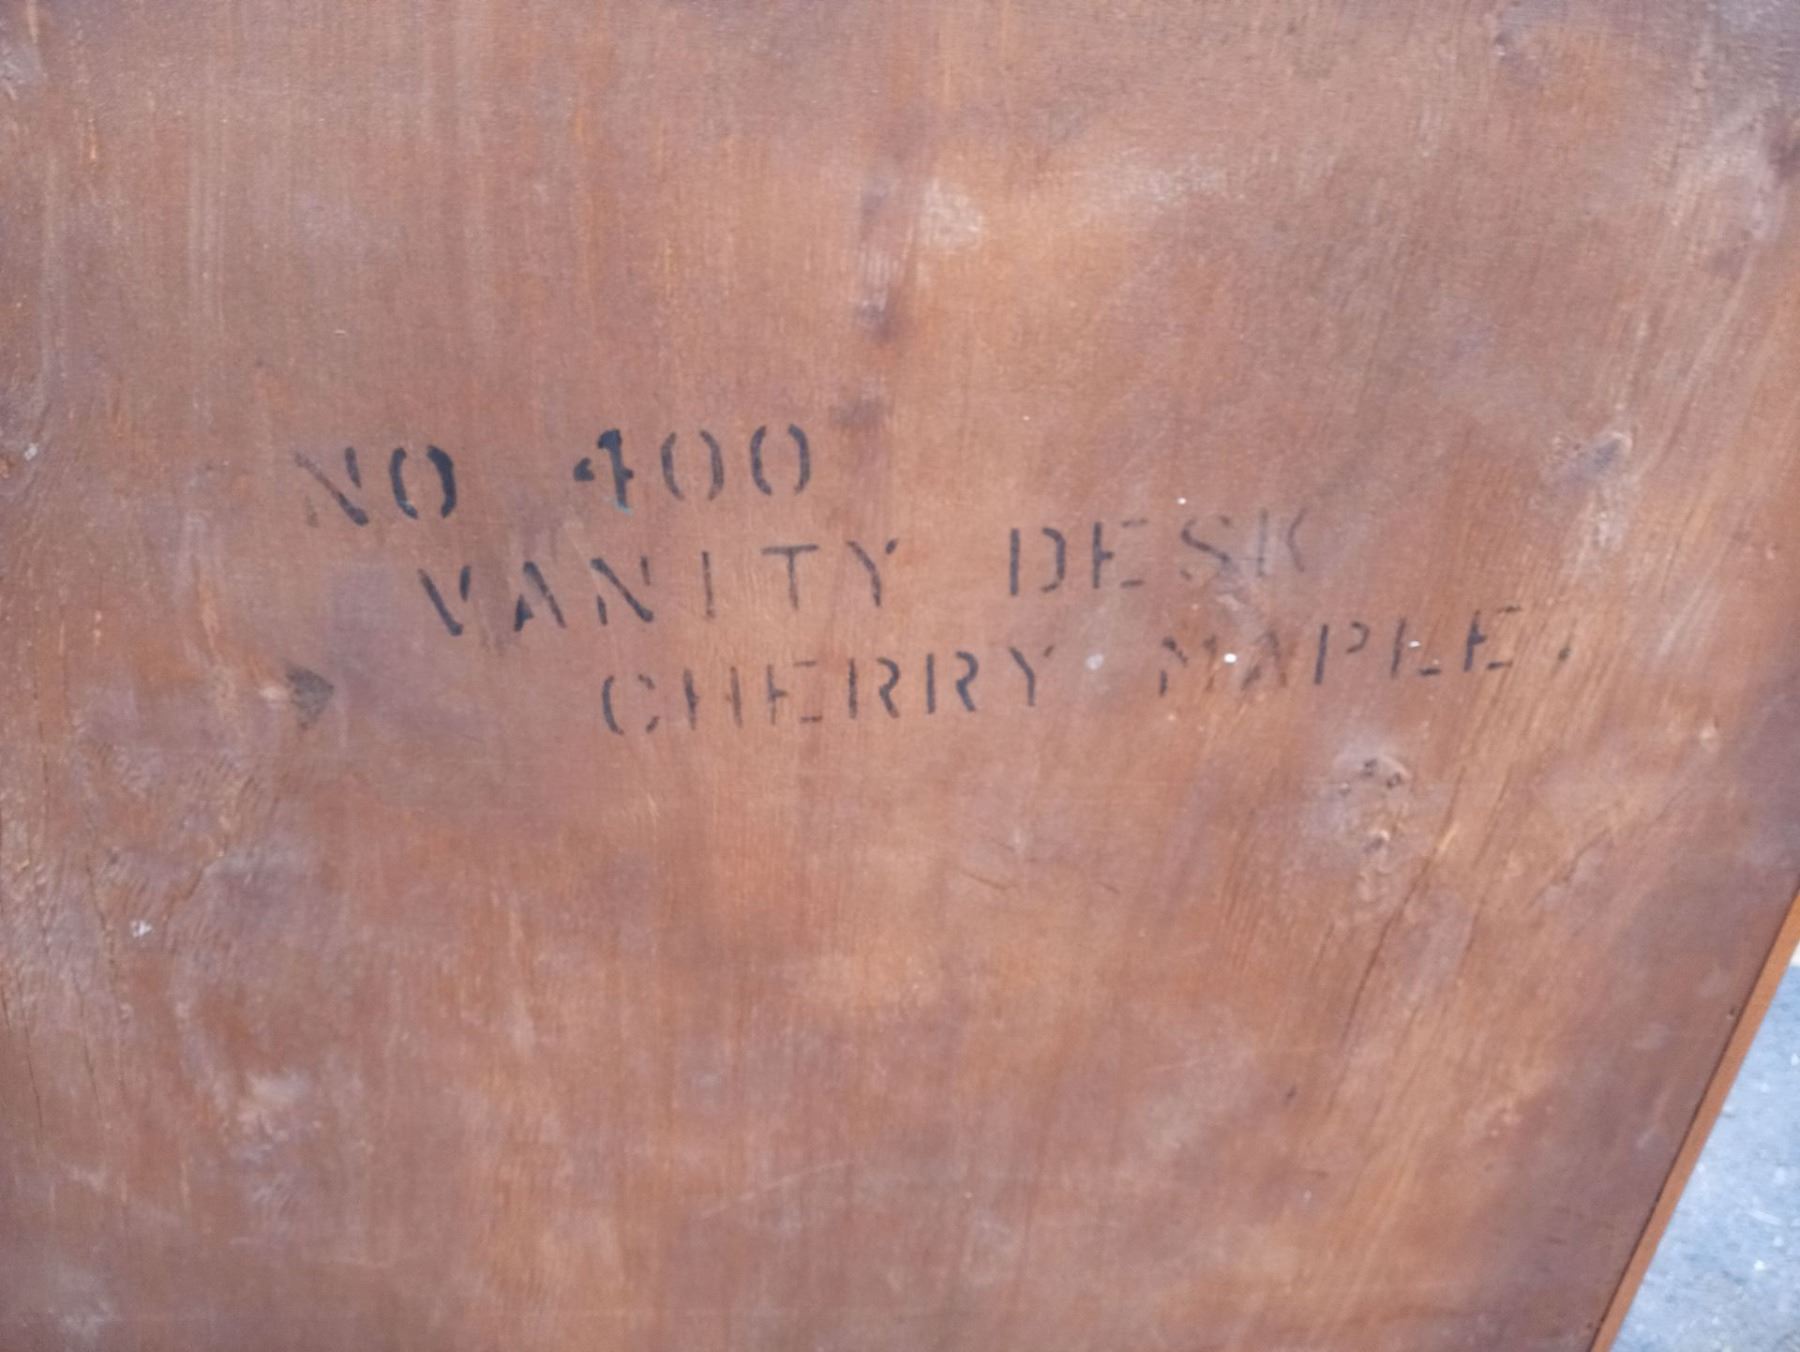 NO 400
VANITY DESK
CHERRY MAPLE